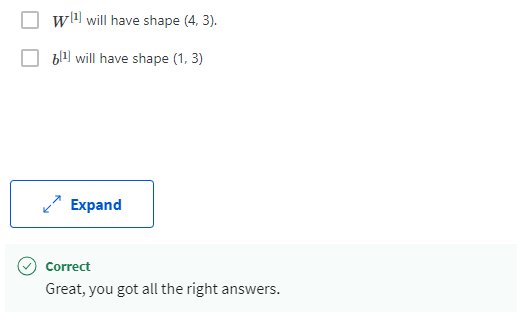 W[1] will have shape (4, 3).
b[1] will have shape (1, 3)
Expand
Correct
Great, you got all the right answers.